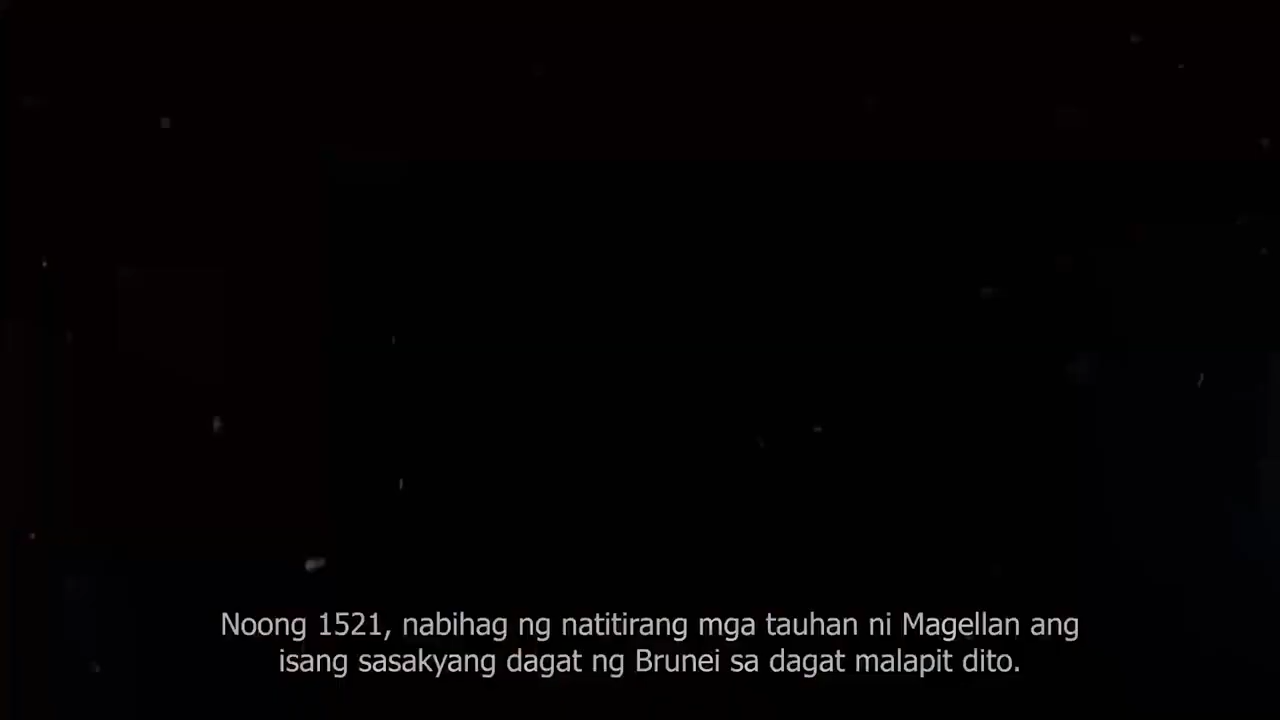 Noong 1521, nabihag ng natitirang mga tauhan ni Magellan ang
isang sasakyang dagat ng Brunei sa dagat malapit dito.